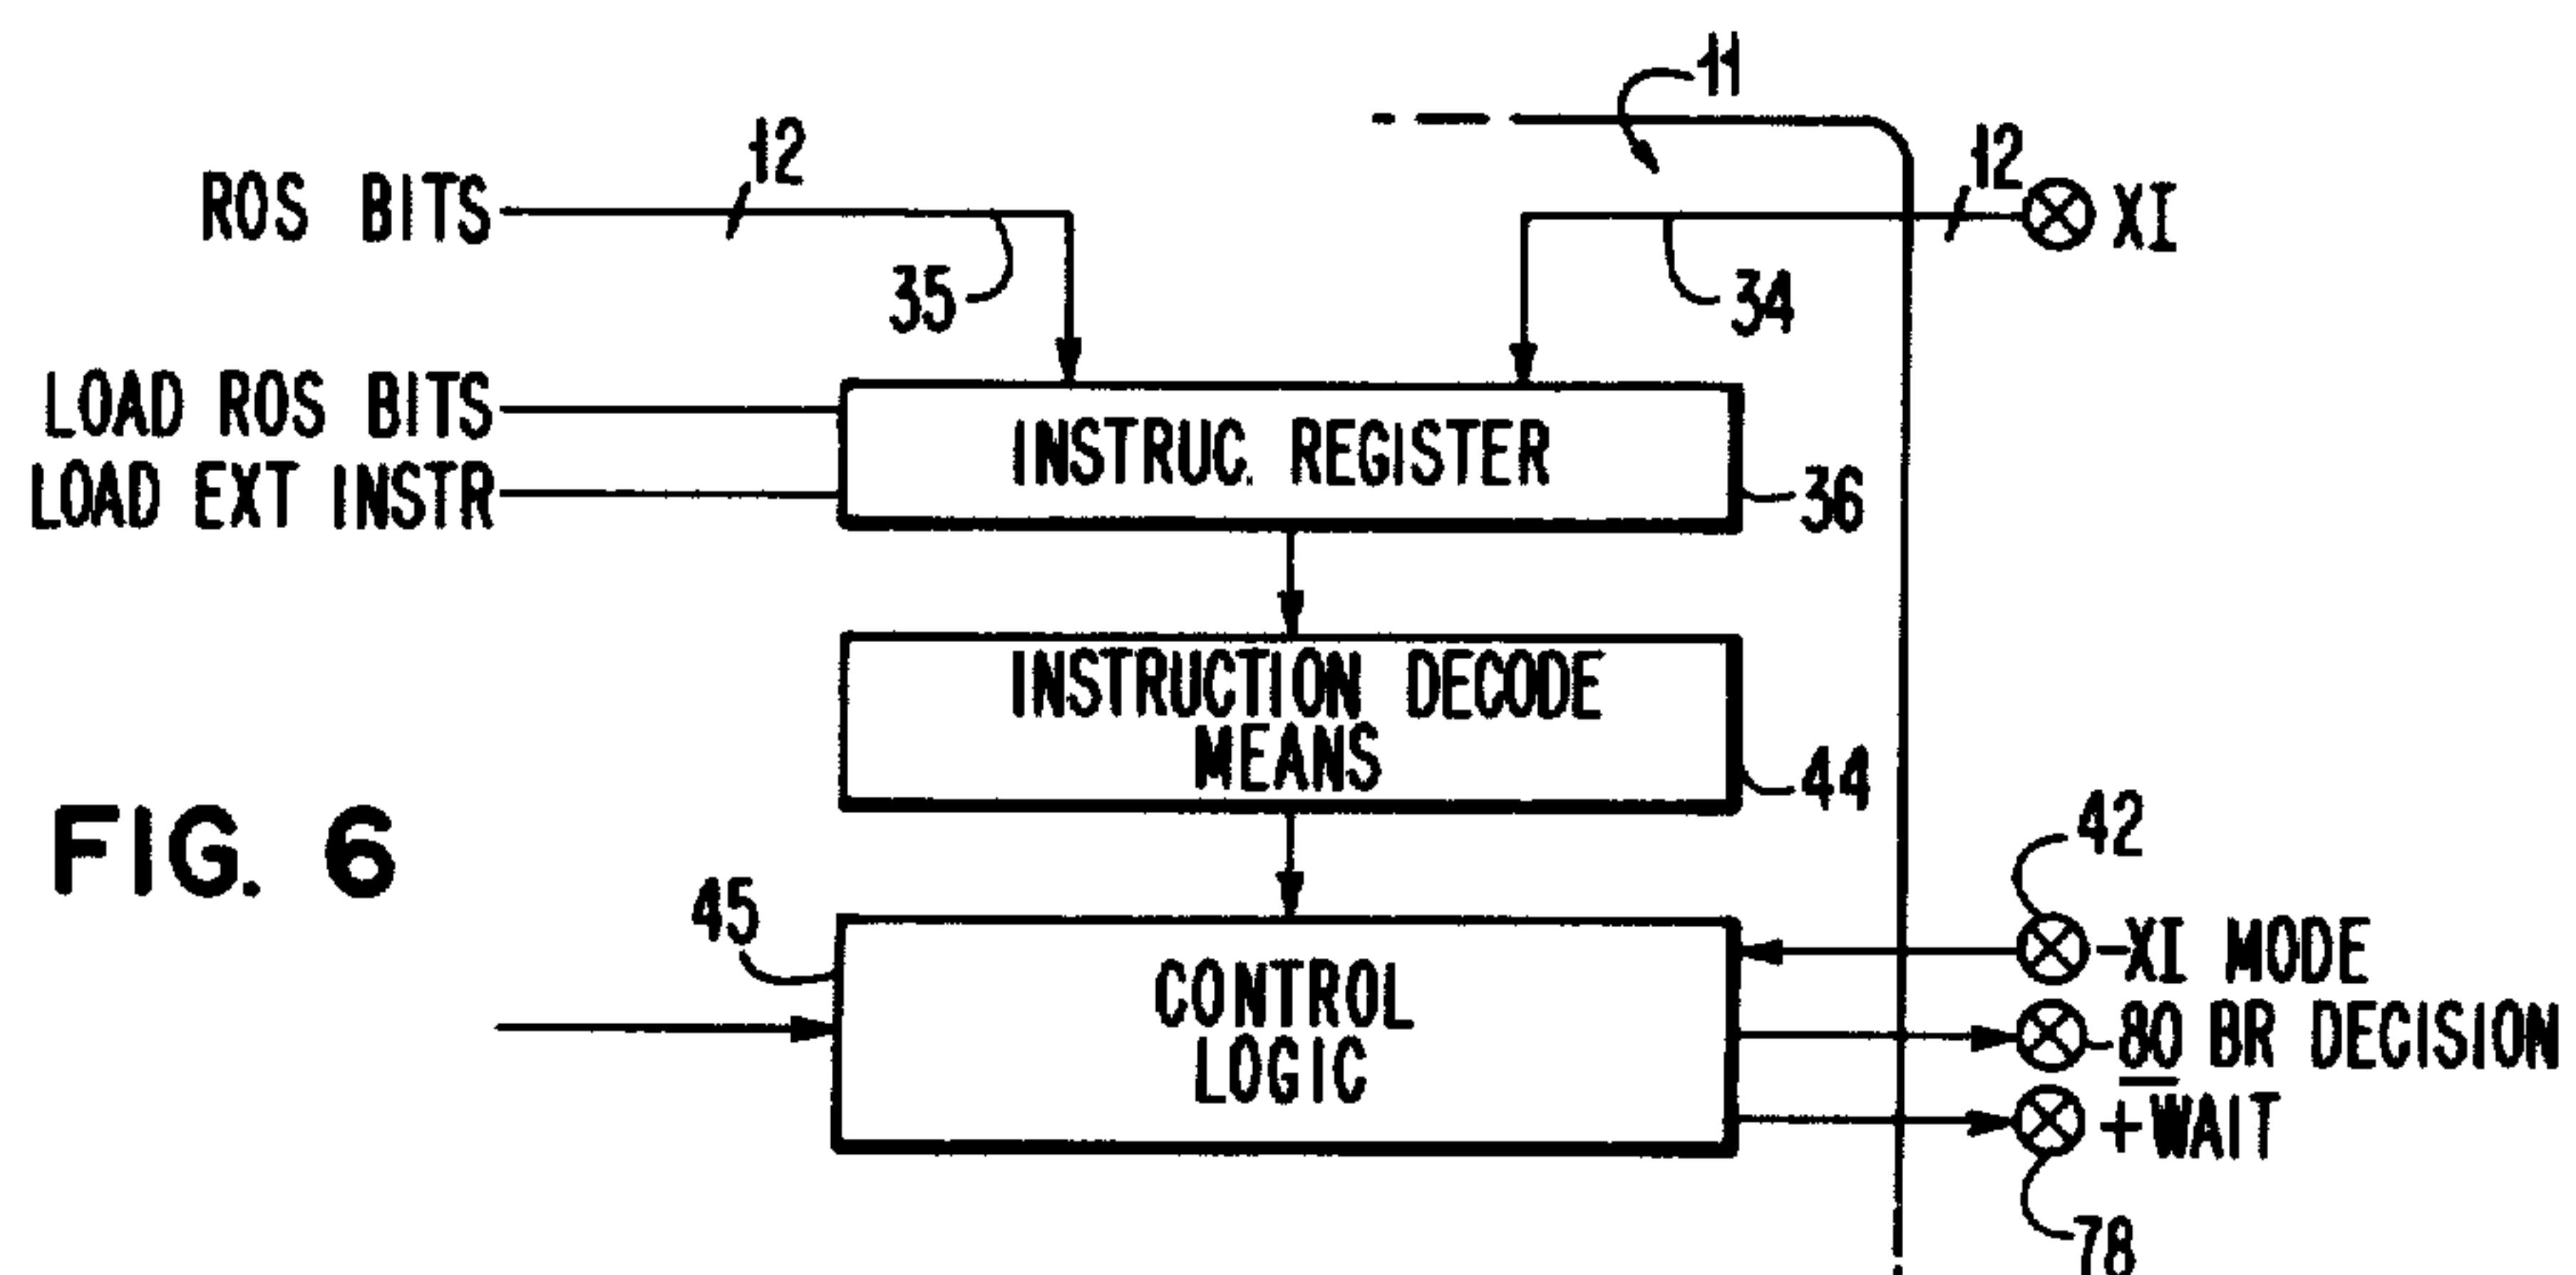 11
12
12
ROS BITS
XI
35
34
LOAD ROS BITS
INSTRUC. REGISTER
LOAD EXT INSTR
36
INSTRUCTION DECODE
MEANS
44
FIG. 6
42
45
-XI MODE
CONTROL
LOGIC
80 BR DECISION
+WAIT
78